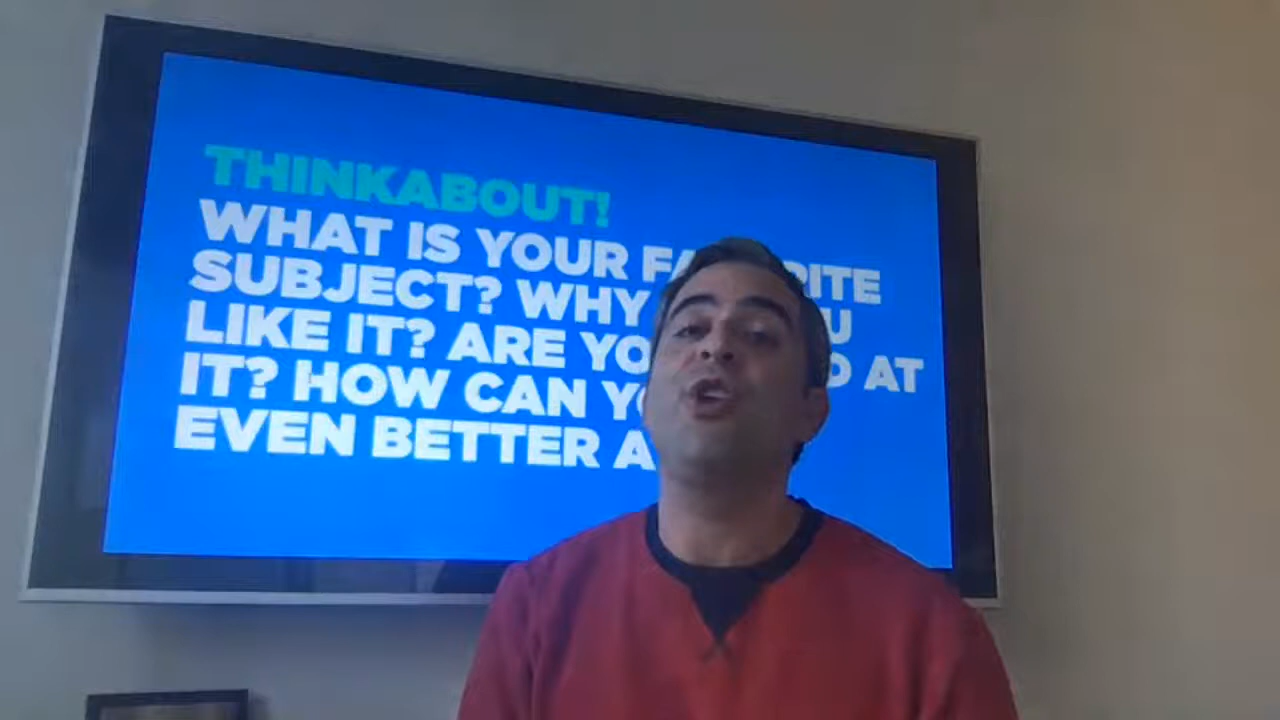 THINKABOUT!
WHAT IS YOUR FA RITE
SUBJECT? WHY U
LIKE IT? ARE YO AT
IT? HOW CAN YO
EVEN BETTER A